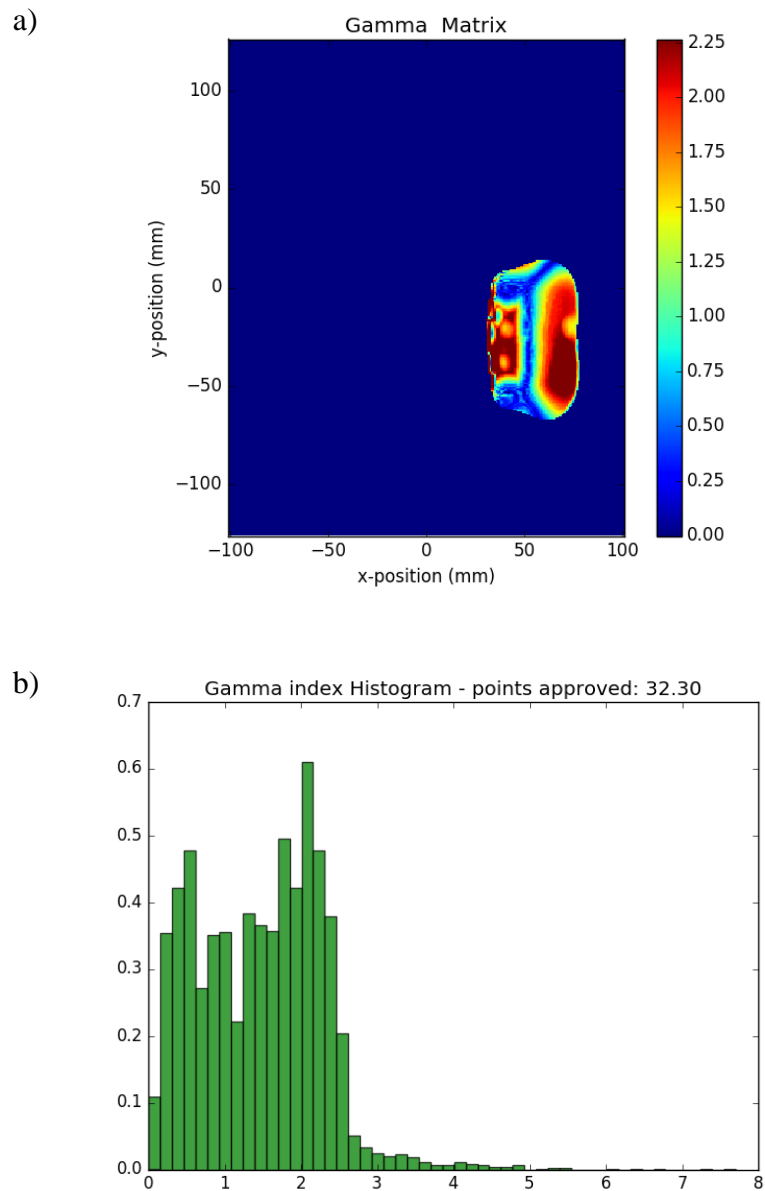 a)
Gamma  Matrix
100
50
0
−50
−100
y-position (mm)
−100 −50 0 50 100
x-position (mm)
2.25
2.00
1.75
1.50
1.25
1.00
0.75
0.50
0.25
0.00
b)
Gamma index Histogram - points approved: 32.30
0.7
0.6
0.5
0.4
0.3
0.2
0.1
0.0
0 1 2 3 4 5 6 7 8